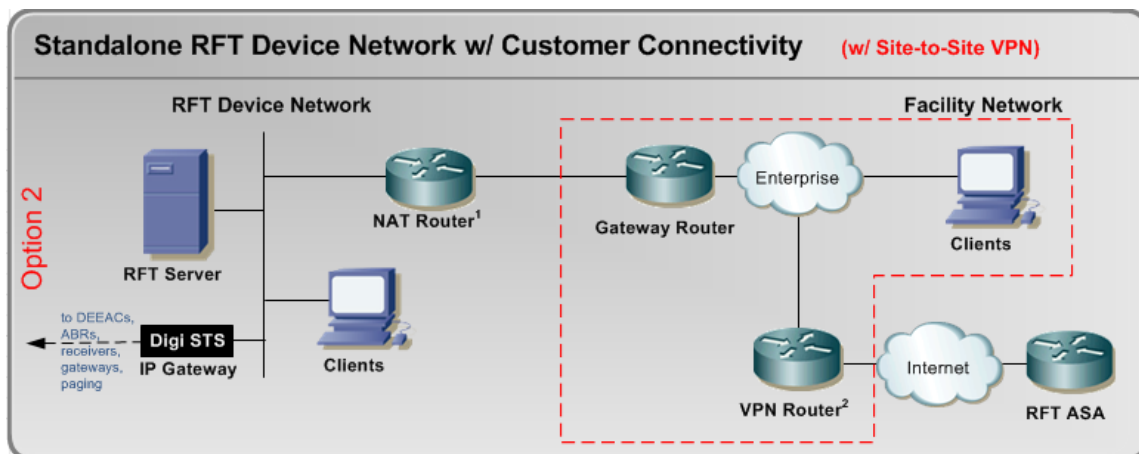 Standalone RFT Device Network w/ Customer Connectivity (w/ Site-to-Site VPN)
RFT Device Network
Facility Network
Option 2
RFT Server
NAT Router¹
Gateway Router
Enterprise
Clients
to DEEACs,
ABRs,
receivers,
gateways,
paging
Digi STS
IP Gateway
Clients
VPN Router²
Internet
RFT ASA